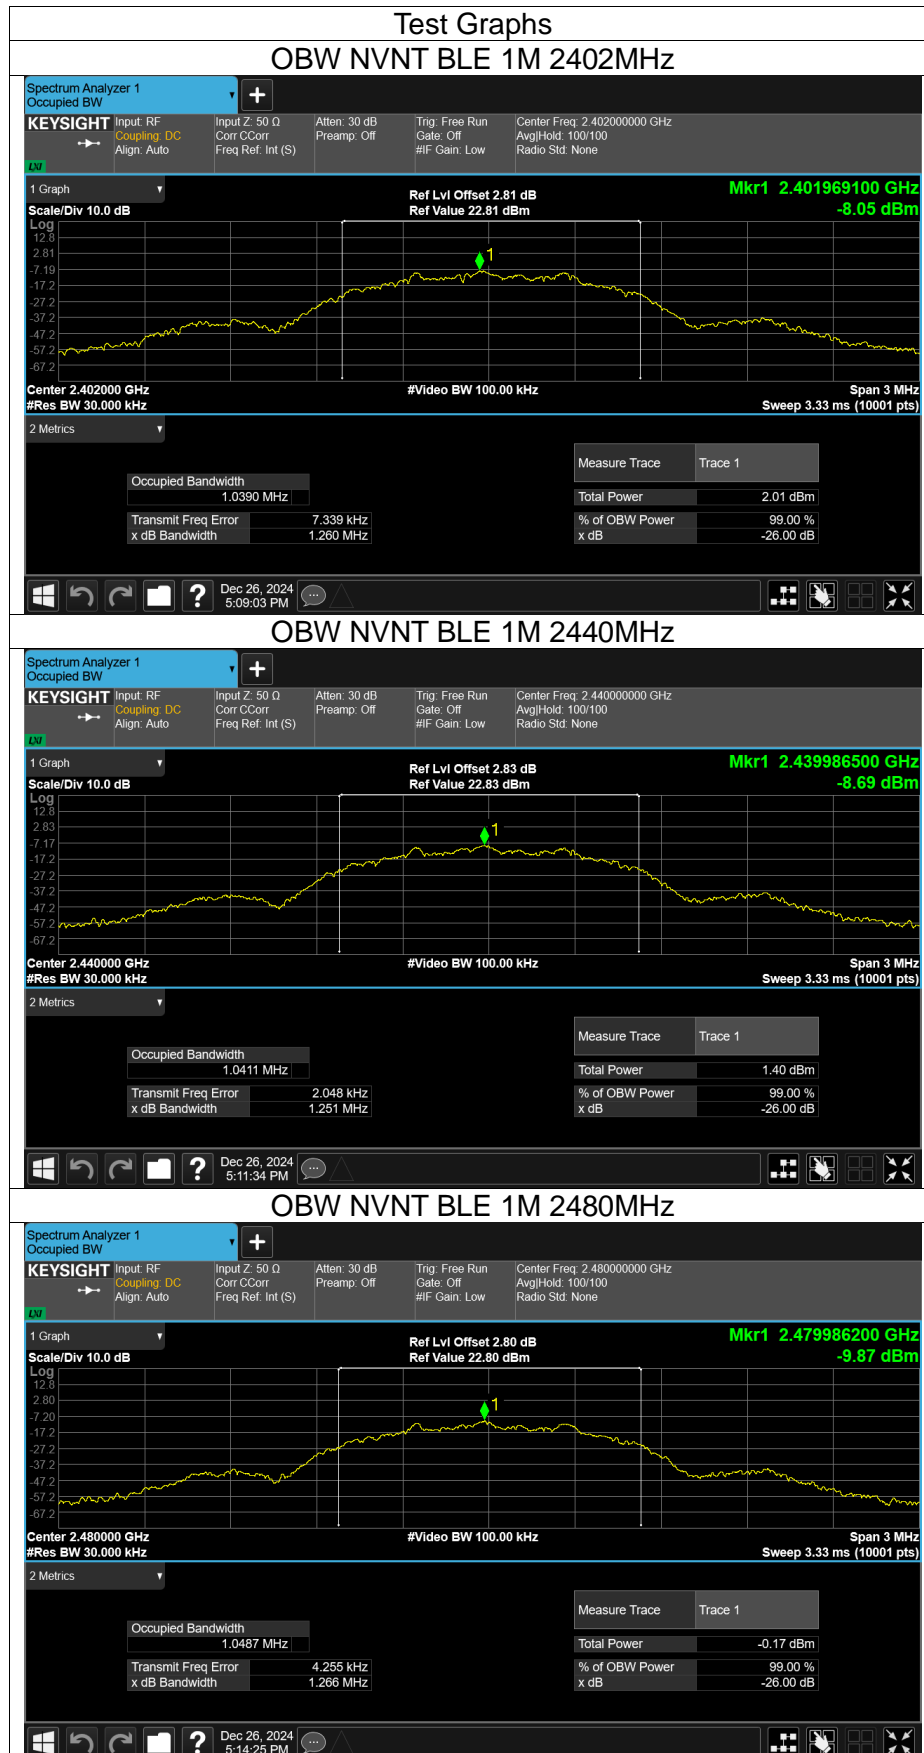 Test Graphs
OBW NVNT BLE 1M 2402MHz
Spectrum Analyzer 1
Occupied BW
KEYSIGHT Input: RF Input Z: 50 Ω Atten: 30 dB Trig: Free Run Center Freq: 2.402000000 GHz
Coupling: DC Corr CCorr Preamp: Off Gate: Off Avg|Hold: 100/100
Align: Auto Freq Ref: Int (S) #IF Gain: Low Radio Std: None
LXI
1 Graph Ref Lvl Offset 2.81 dB Mkr1 2.401969100 GHz
Scale/Div 10.0 dB Ref Value 22.81 dBm -8.05 dBm
Log
12.8
2.81
-7.19
-17.2
-27.2
-37.2
-47.2
-57.2
-67.2
1
Center 2.402000 GHz #Video BW 100.00 kHz Span 3 MHz
#Res BW 30.000 kHz Sweep 3.33 ms (10001 pts)
2 Metrics
Measure Trace Trace 1
Occupied Bandwidth
1.0390 MHz Total Power 2.01 dBm
Transmit Freq Error 7.339 kHz % of OBW Power 99.00 %
x dB Bandwidth 1.260 MHz x dB -26.00 dB
? Dec 26, 2024
5:09:03 PM
OBW NVNT BLE 1M 2440MHz
Spectrum Analyzer 1
Occupied BW
KEYSIGHT Input: RF Input Z: 50 Ω Atten: 30 dB Trig: Free Run Center Freq: 2.440000000 GHz
Coupling: DC Corr CCorr Preamp: Off Gate: Off Avg|Hold: 100/100
Align: Auto Freq Ref: Int (S) #IF Gain: Low Radio Std: None
LXI
1 Graph Ref Lvl Offset 2.83 dB Mkr1 2.439986500 GHz
Scale/Div 10.0 dB Ref Value 22.83 dBm -8.69 dBm
Log
12.8
2.83
-7.17
-17.2
-27.2
-37.2
-47.2
-57.2
-67.2
1
Center 2.440000 GHz #Video BW 100.00 kHz Span 3 MHz
#Res BW 30.000 kHz Sweep 3.33 ms (10001 pts)
2 Metrics
Measure Trace Trace 1
Occupied Bandwidth
1.0411 MHz Total Power 1.40 dBm
Transmit Freq Error 2.048 kHz % of OBW Power 99.00 %
x dB Bandwidth 1.251 MHz x dB -26.00 dB
? Dec 26, 2024
5:11:34 PM
OBW NVNT BLE 1M 2480MHz
Spectrum Analyzer 1
Occupied BW
KEYSIGHT Input: RF Input Z: 50 Ω Atten: 30 dB Trig: Free Run Center Freq: 2.480000000 GHz
Coupling: DC Corr CCorr Preamp: Off Gate: Off Avg|Hold: 100/100
Align: Auto Freq Ref: Int (S) #IF Gain: Low Radio Std: None
LXI
1 Graph Ref Lvl Offset 2.80 dB Mkr1 2.479986200 GHz
Scale/Div 10.0 dB Ref Value 22.80 dBm -9.87 dBm
Log
12.8
2.80
-7.20
-17.2
-27.2
-37.2
-47.2
-57.2
-67.2
1
Center 2.480000 GHz #Video BW 100.00 kHz Span 3 MHz
#Res BW 30.000 kHz Sweep 3.33 ms (10001 pts)
2 Metrics
Measure Trace Trace 1
Occupied Bandwidth
1.0487 MHz Total Power -0.17 dBm
Transmit Freq Error 4.255 kHz % of OBW Power 99.00 %
x dB Bandwidth 1.266 MHz x dB -26.00 dB
? Dec 26, 2024
5:14:25 PM